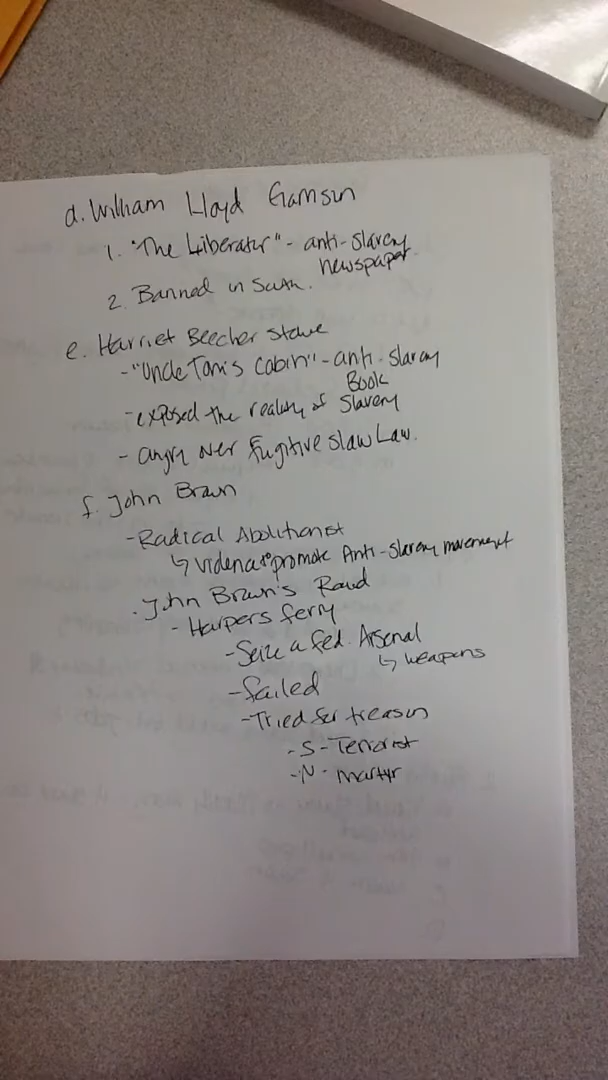 d. William Lloyd Garrison
1. "The Liberator" - anti-slavery
newspaper
2. Banned in South.
e. Harriet Beecher Stowe
- "Uncle Tom's Cabin" - anti-slavery
Book
- exposed the reality of slavery
- angry over Fugitive Slave Law.
f. John Brown
- Radical Abolitionist
↳ violence to promote Anti-Slavery movement
. John Brown's Raid
- Harpers ferry
- Seize a fed. Arsenal
↳ weapons
- failed
- Tried for treason
- S - Terrorist
- N - martyr